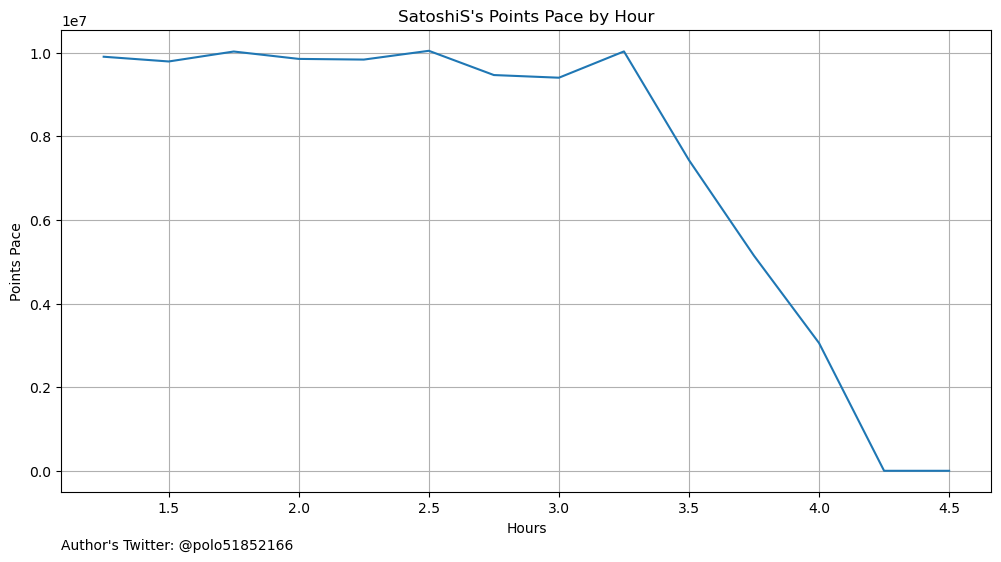 SatoshiS's Points Pace by Hour
1e7
1.0
0.8
0.6
0.4
0.2
0.0
Points Pace
1.5 2.0 2.5 3.0 3.5 4.0 4.5
Hours
Author's Twitter: @polo51852166